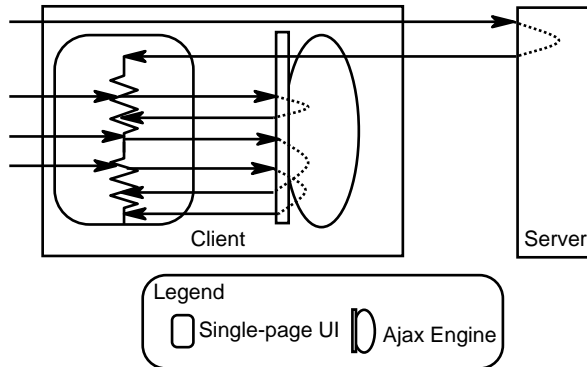 Client
Server
Legend
Single-page UI
Ajax Engine